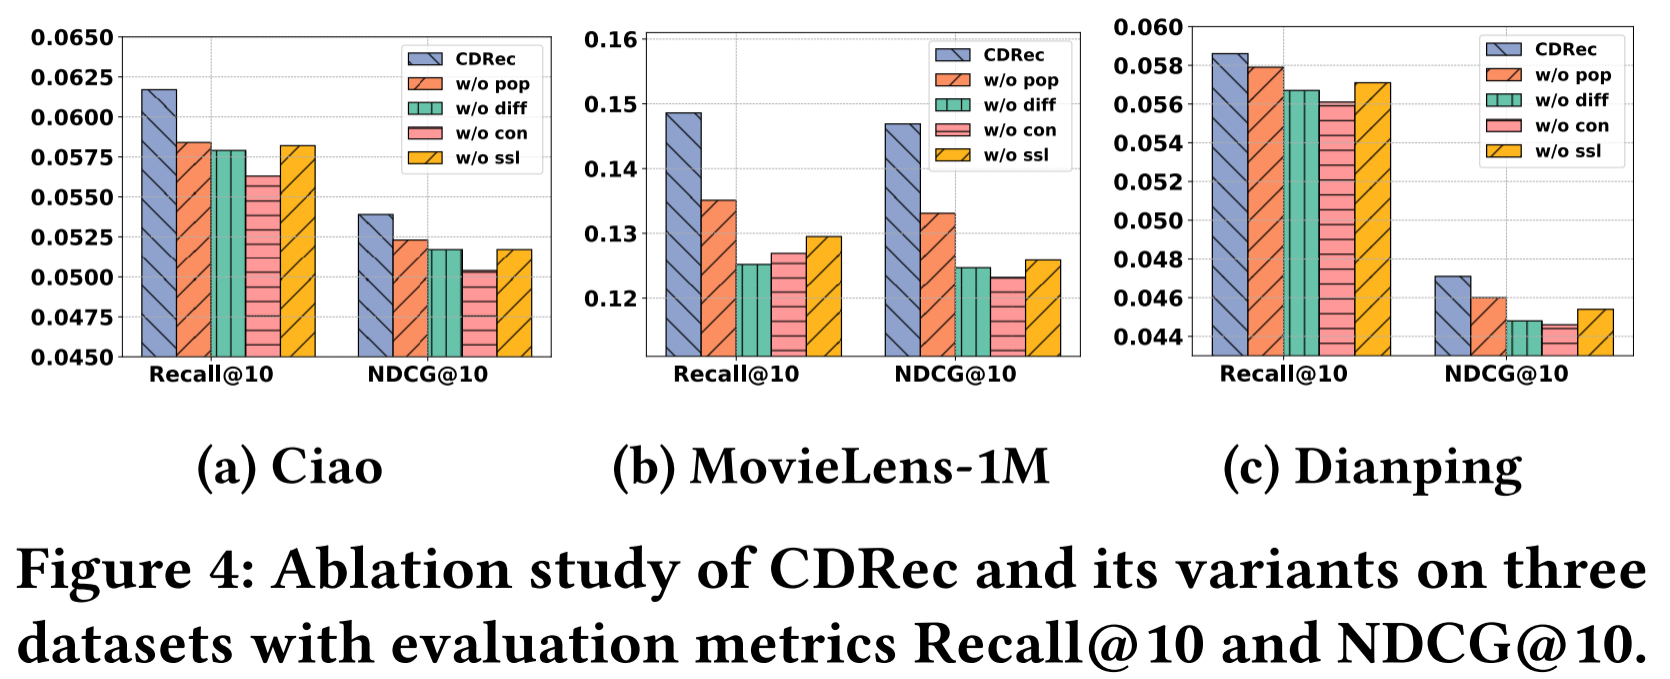 0.0650
0.0625
0.0600
0.0575
0.0550
0.0525
0.0500
0.0475
0.0450
CDRec
w/o pop
w/o diff
w/o con
w/o ssl
Recall@10 NDCG@10
(a) Ciao
0.16
0.15
0.14
0.13
0.12
CDRec
w/o pop
w/o diff
w/o con
w/o ssl
Recall@10 NDCG@10
(b) MovieLens-1M
0.060
0.058
0.056
0.054
0.052
0.050
0.048
0.046
0.044
CDRec
w/o pop
w/o diff
w/o con
w/o ssl
Recall@10 NDCG@10
(c) Dianping
Figure 4: Ablation study of CDRec and its variants on three
datasets with evaluation metrics Recall@10 and NDCG@10.